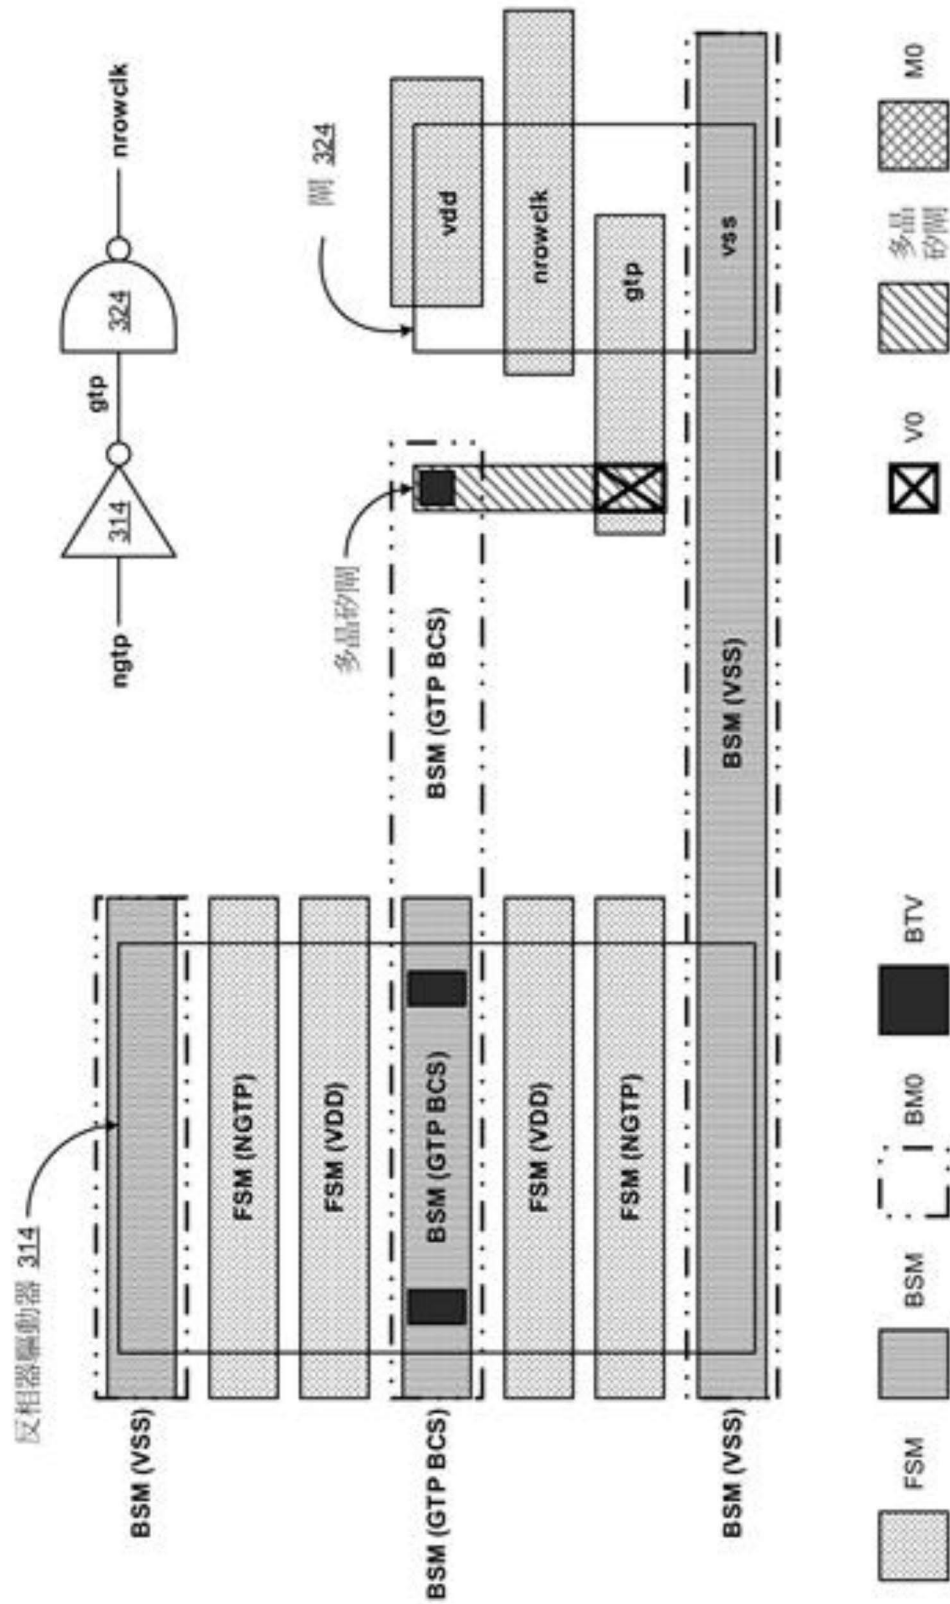 ngtp
314
gtp
324
nrowclk
反相器驅動器 314
多晶矽閘
閘 324
BSM (VSS)
FSM (NGTP)
FSM (VDD)
BSM (GTP BCS)
BSM (GTP BCS)
BSM (GTP BCS)
vdd
FSM (VDD)
nrowclk
FSM (NGTP)
gtp
BSM (VSS)
BSM (VSS)
vss
FSM
BSM
BM0
BTV
V0
多晶
矽閘
M0